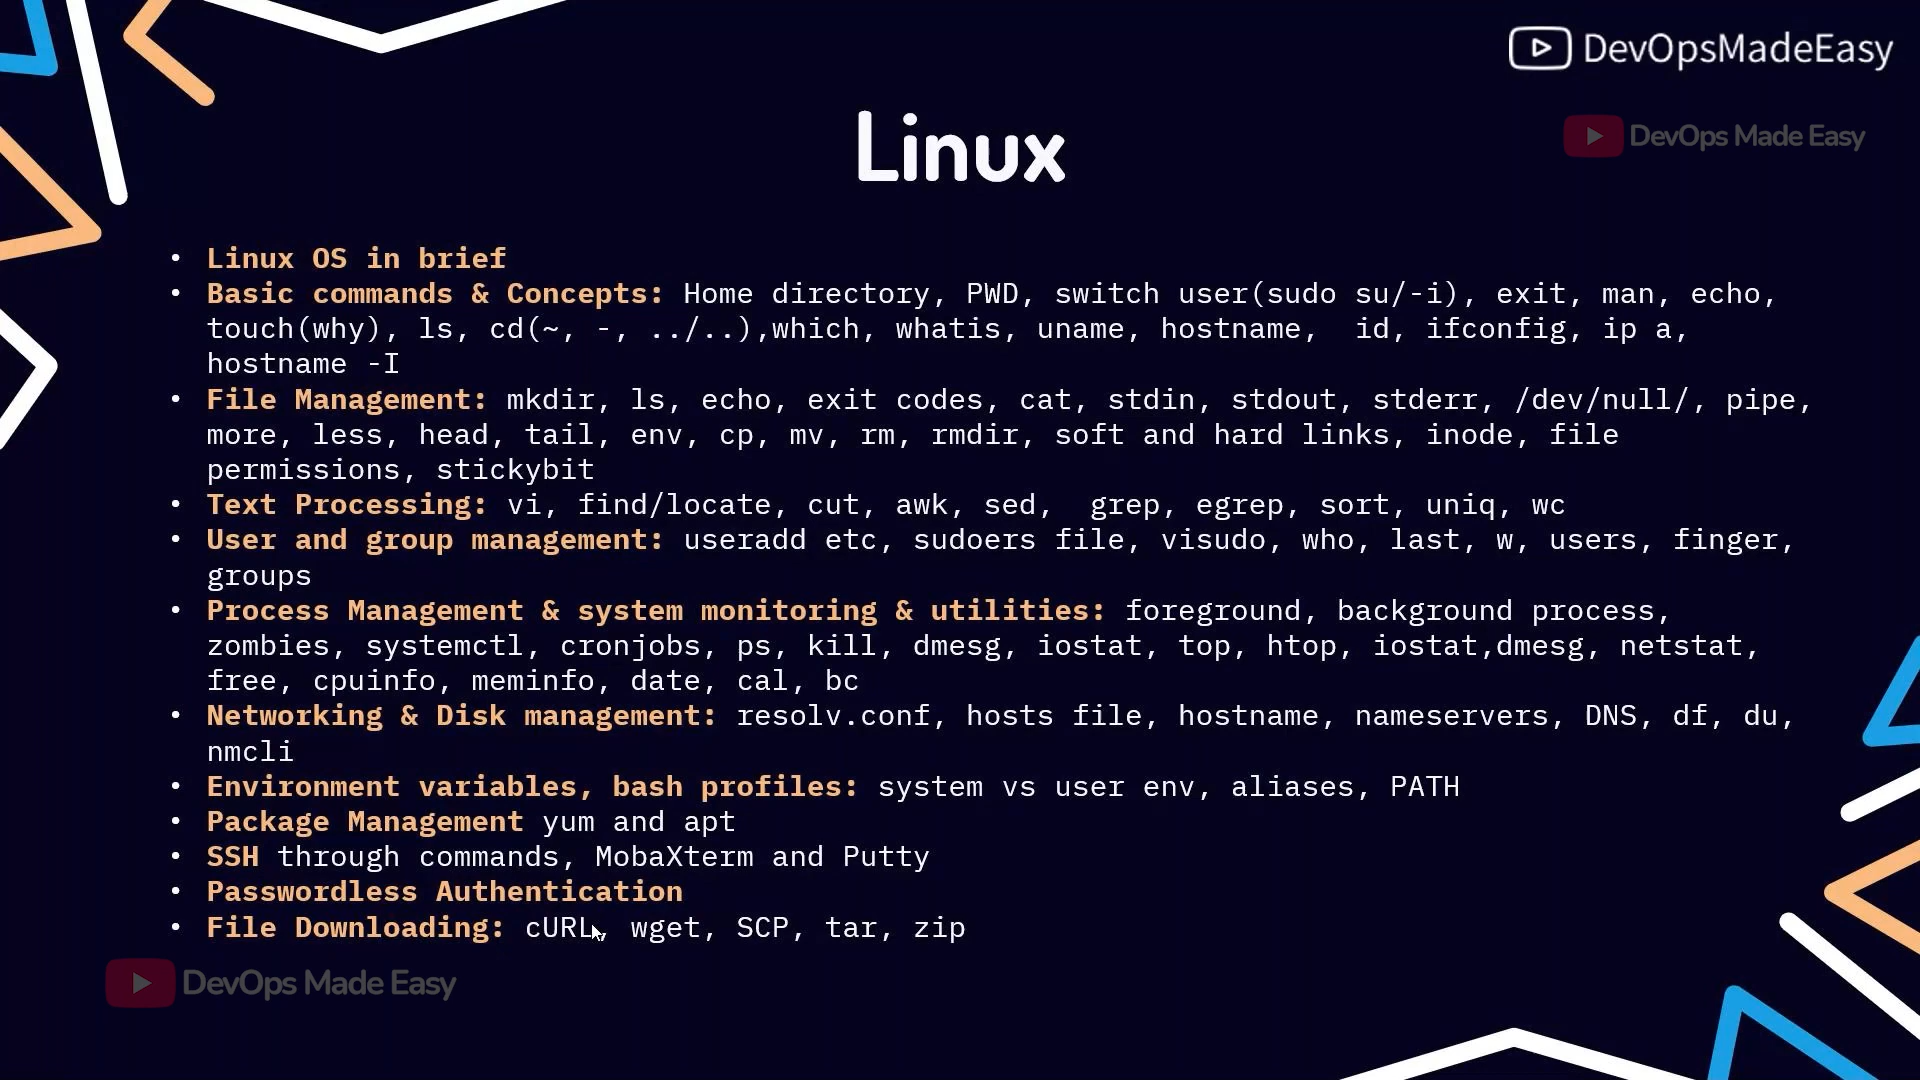 DevOpsMadeEasy
DevOps Made Easy
Linux
• Linux OS in brief
• Basic commands & Concepts: Home directory, PWD, switch user(sudo su/-i), exit, man, echo,
touch(why), ls, cd(~, -, ../..),which, whatis, uname, hostname,  id, ifconfig, ip a,
hostname -I
• File Management: mkdir, ls, echo, exit codes, cat, stdin, stdout, stderr, /dev/null/, pipe,
more, less, head, tail, env, cp, mv, rm, rmdir, soft and hard links, inode, file
permissions, stickybit
• Text Processing: vi, find/locate, cut, awk, sed,  grep, egrep, sort, uniq, wc
• User and group management: useradd etc, sudoers file, visudo, who, last, w, users, finger,
groups
• Process Management & system monitoring & utilities: foreground, background process,
zombies, systemctl, cronjobs, ps, kill, dmesg, iostat, top, htop, iostat,dmesg, netstat,
free, cpuinfo, meminfo, date, cal, bc
• Networking & Disk management: resolv.conf, hosts file, hostname, nameservers, DNS, df, du,
nmcli
• Environment variables, bash profiles: system vs user env, aliases, PATH
• Package Management yum and apt
• SSH through commands, MobaXterm and Putty
• Passwordless Authentication
• File Downloading: cURL, wget, SCP, tar, zip
DevOps Made Easy